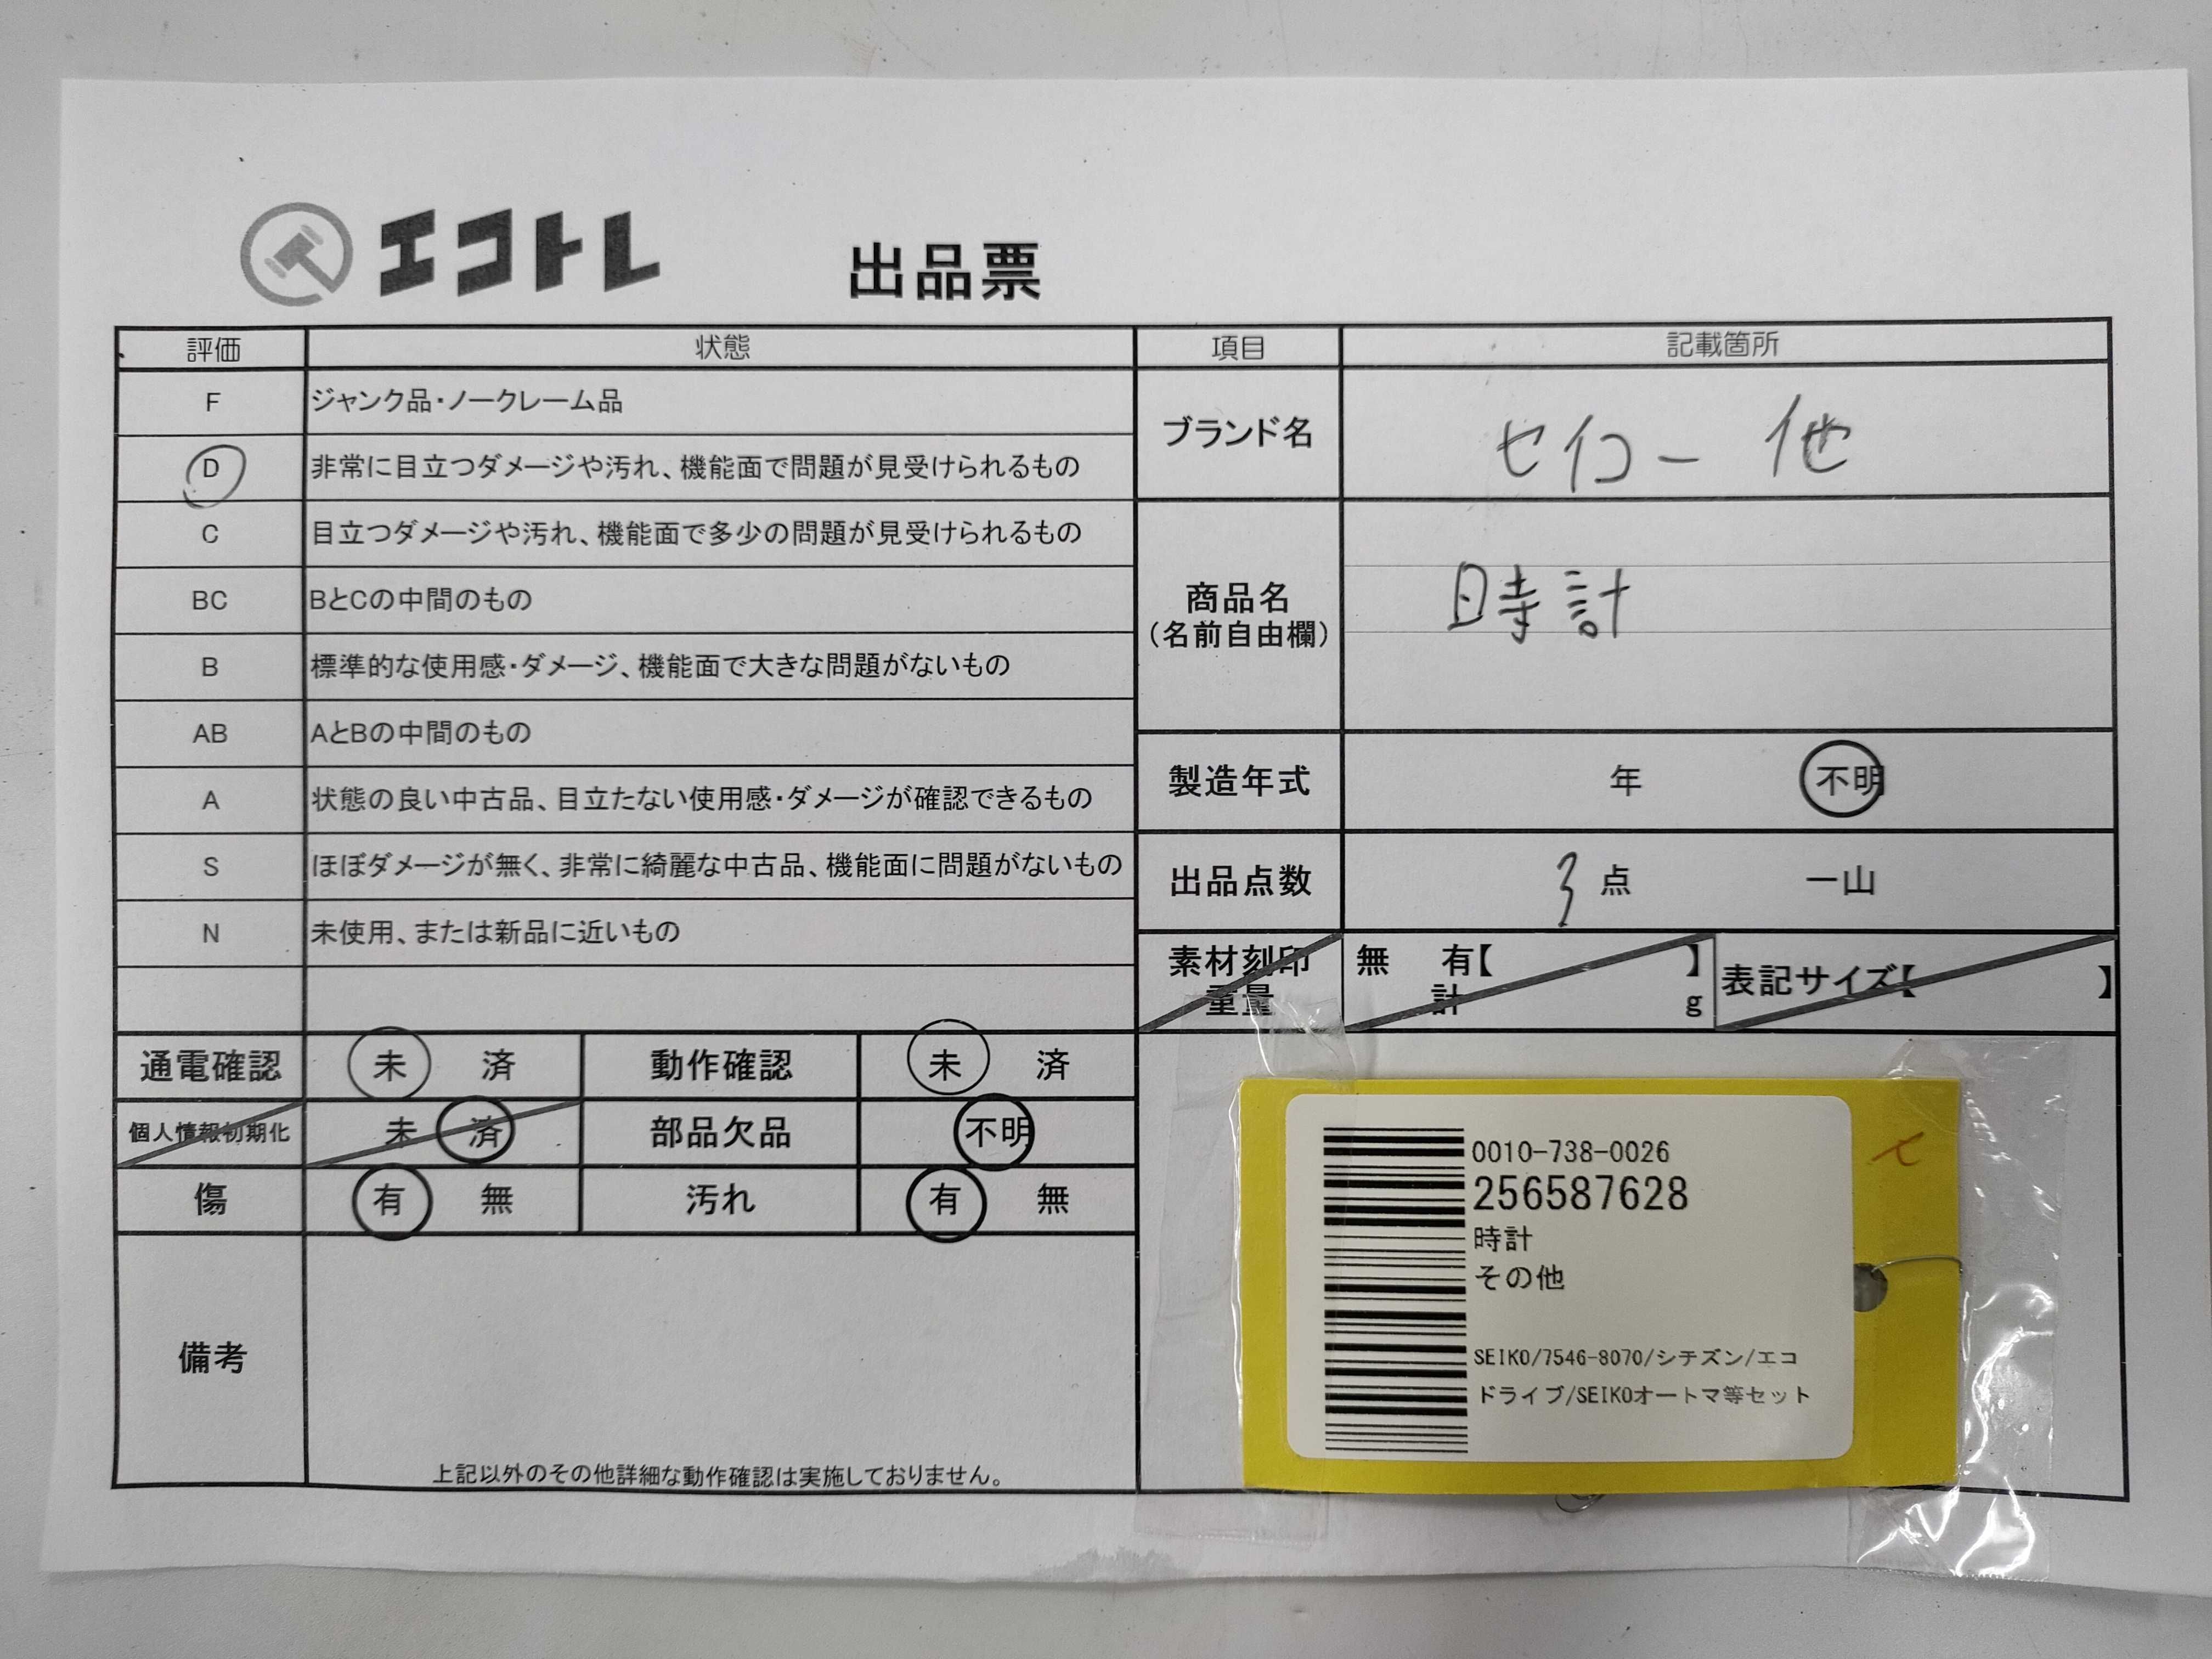 エコトレ 出品票
評価 状態 項目 記載箇所
F ジャンク品・ノークレーム品
D 非常に目立つダメージや汚れ、機能面で問題が見受けられるもの
C 目立つダメージや汚れ、機能面で多少の問題が見受けられるもの
BC BとCの中間のもの
B 標準的な使用感・ダメージ、機能面で大きな問題がないもの
AB AとBの中間のもの
A 状態の良い中古品、目立たない使用感・ダメージが確認できるもの
S ほぼダメージが無く、非常に綺麗な中古品、機能面に問題がないもの
N 未使用、または新品に近いもの
ブランド名 セイコー 他
商品名
(名前自由欄)
時計
製造年式 年 不明
出品点数 3点 一山
素材刻印 無 有【 】
重量 計 g
表記サイズ【 】
通電確認 未 済 動作確認 未 済
個人情報初期化 未 済 部品欠品 不明
傷 有 無 汚れ 有 無
備考
上記以外のその他詳細な動作確認は実施しておりません。
0010-738-0026
256587628
時計
その他
SEIKO/7546-8070/シチズン/エコ
ドライブ/SEIKOオートマ等セット
セ